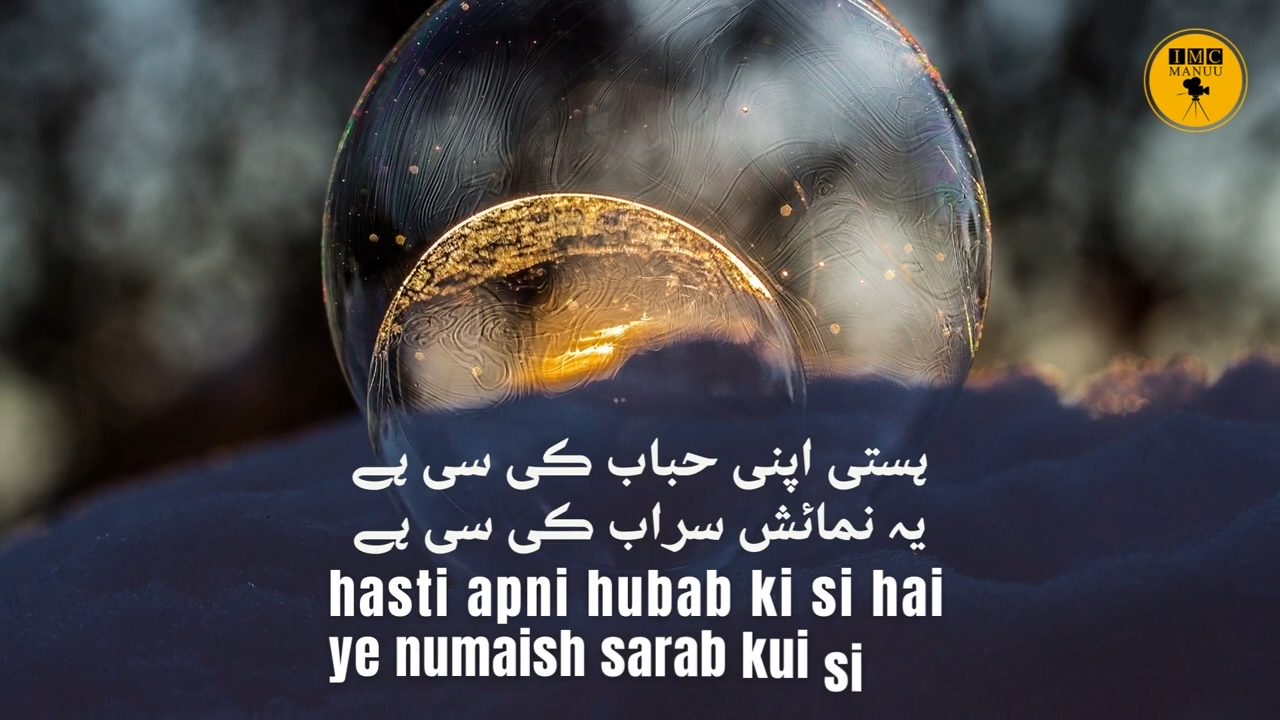 IMC
MANUU
ہستی اپنی حباب کی سی ہے
یہ نمائش سراب کی سی ہے
hasti apni hubab ki si hai
ye numaish sarab kui si